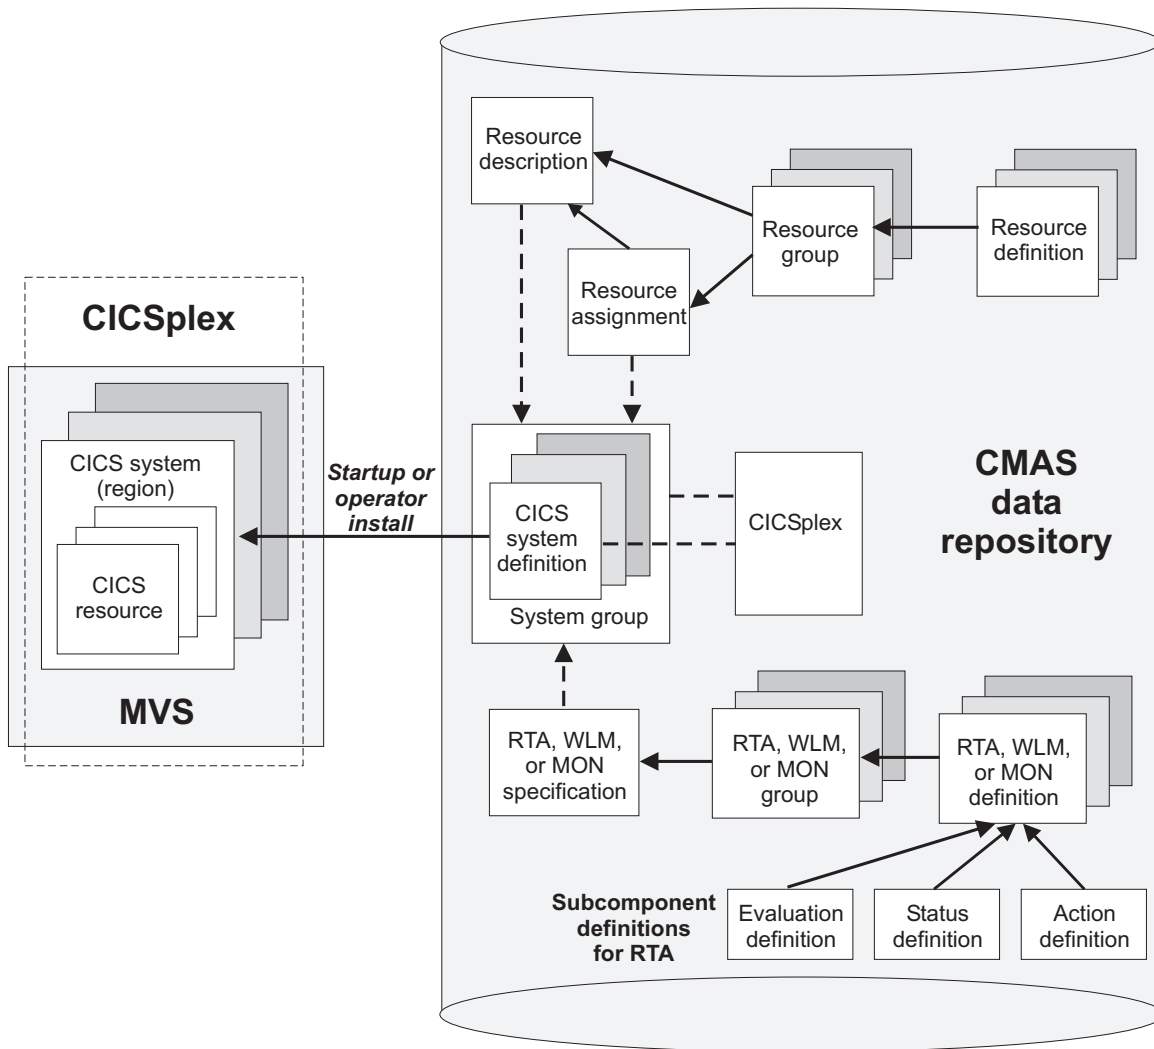 Resource
description
Resource
group
Resource
definition
Resource
assignment
CICSplex
CICS system
(region)
CICS
resource
MVS
Startup or
operator
install
CICS
system
definition
System group
CICSplex
CMAS
data
repository
RTA, WLM,
or MON
specification
RTA, WLM,
or MON
group
RTA, WLM,
or MON
definition
Subcomponent
definitions
for RTA
Evaluation
definition
Status
definition
Action
definition